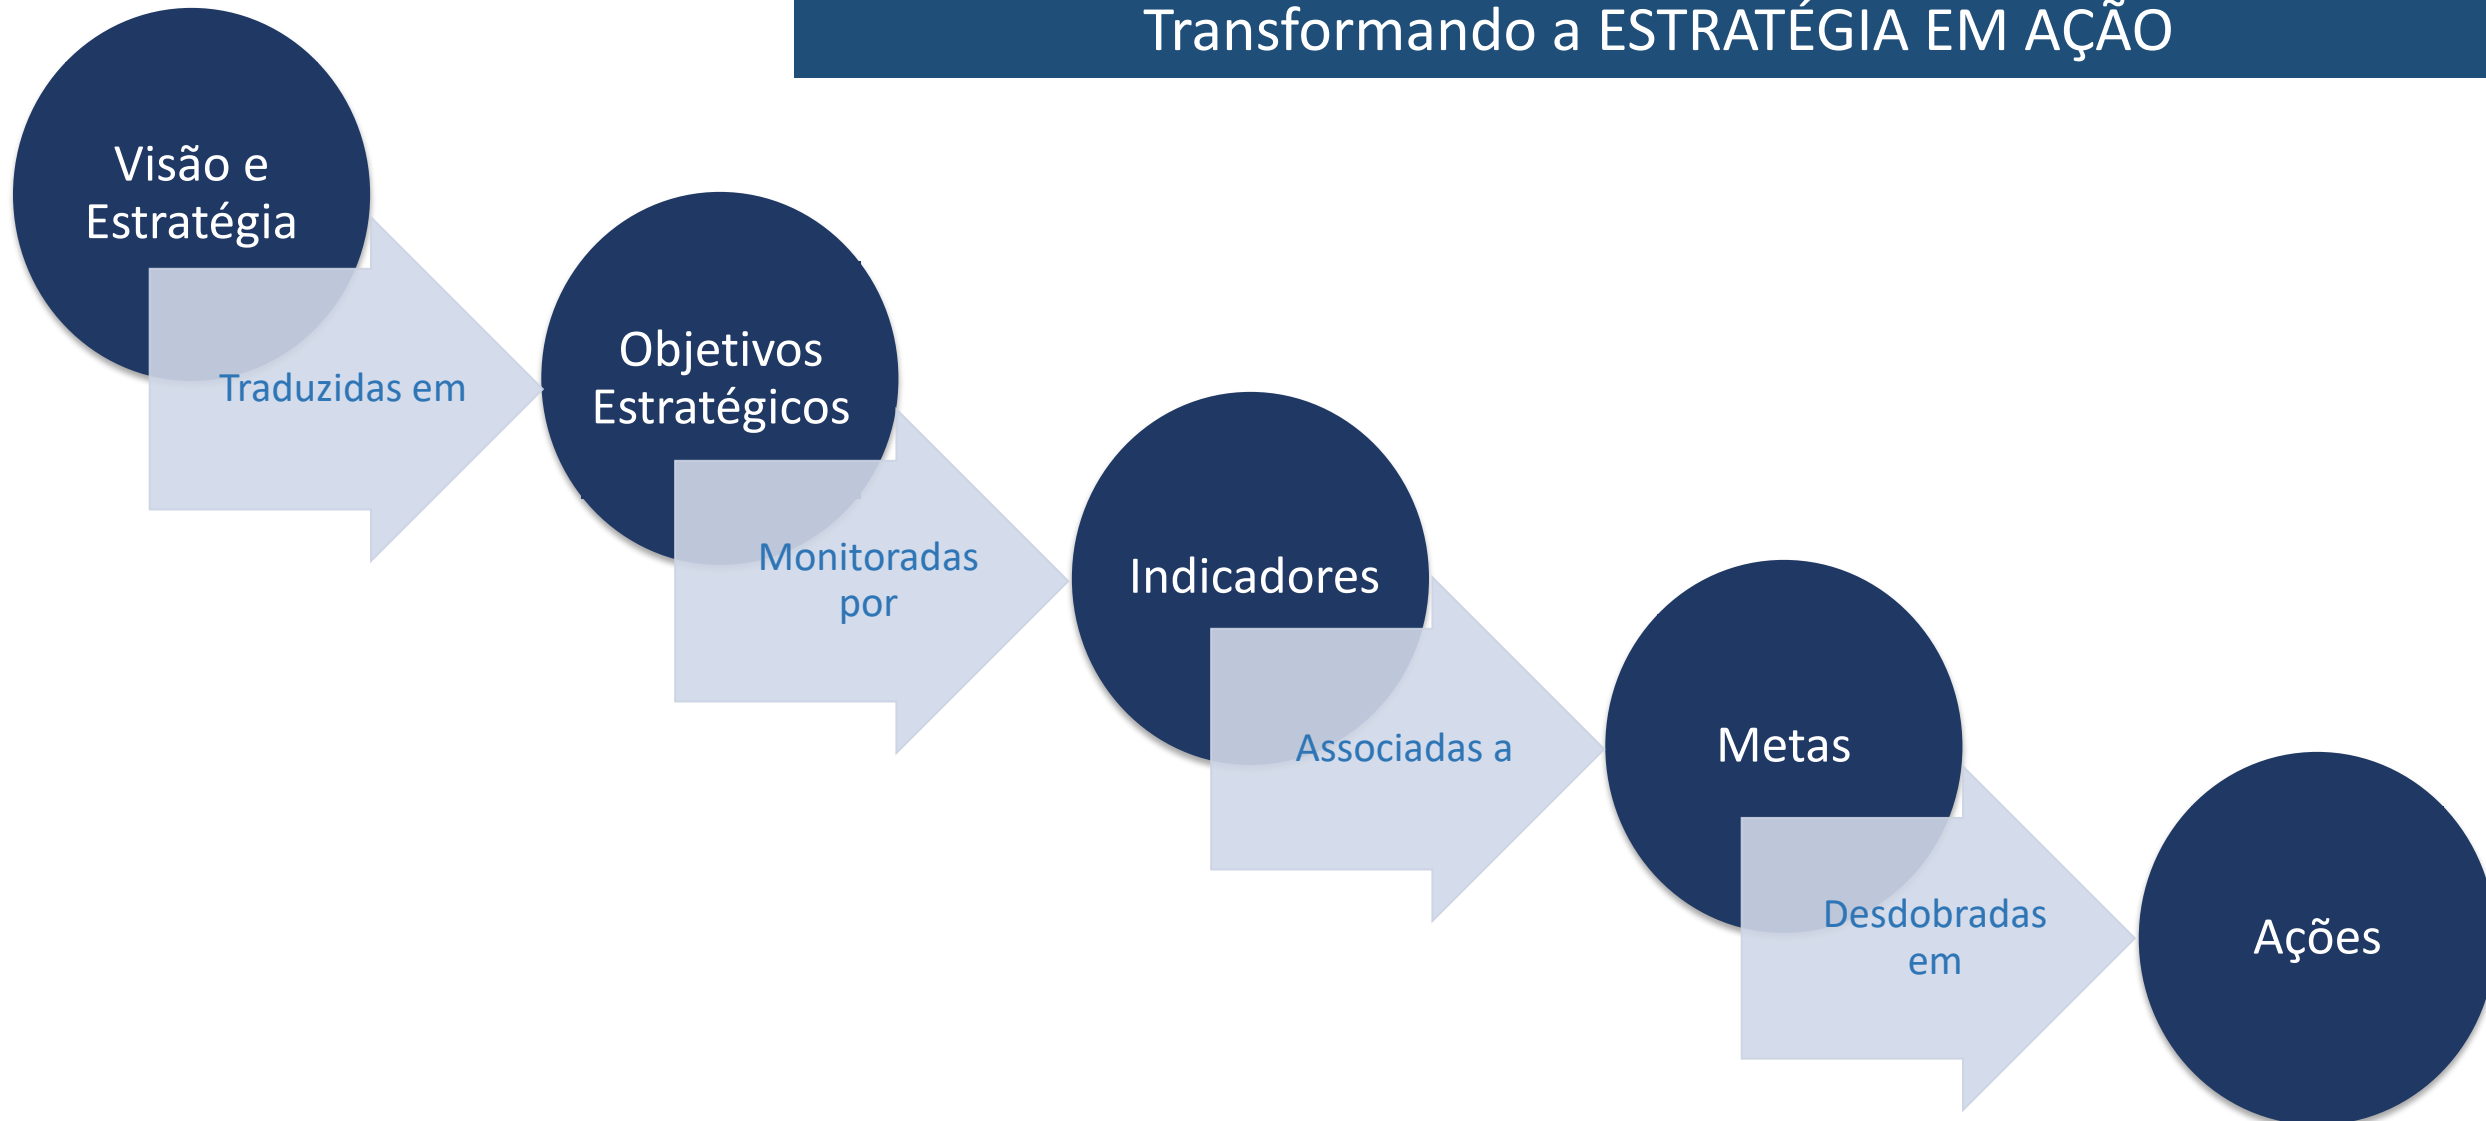 Transformando a ESTRATÉGIA EM AÇÃO
Visão e
Estratégia
Traduzidas em
Objetivos
Estratégicos
Monitoradas
por
Indicadores
Associadas a
Metas
Desdobradas
em
Ações